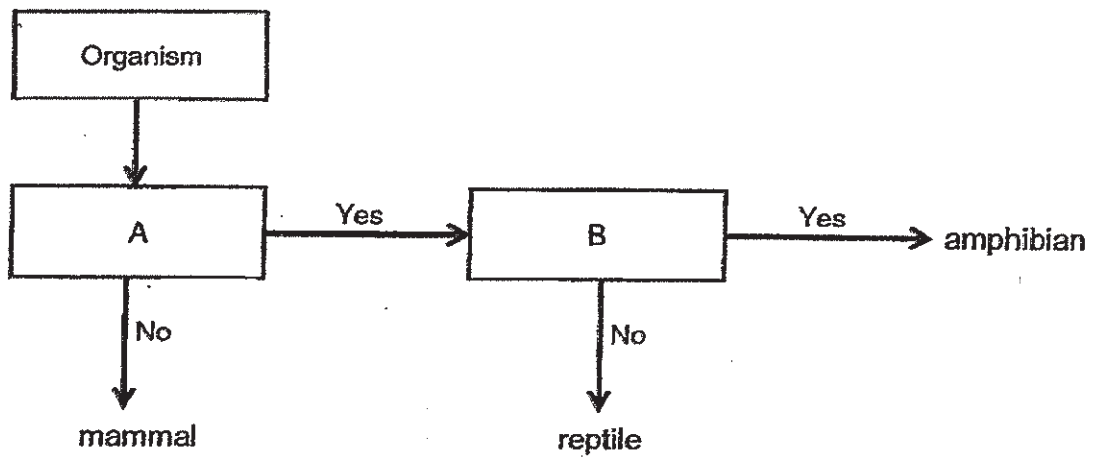 Organism
A
Yes
B
Yes
amphibian
No
No
mammal
reptile